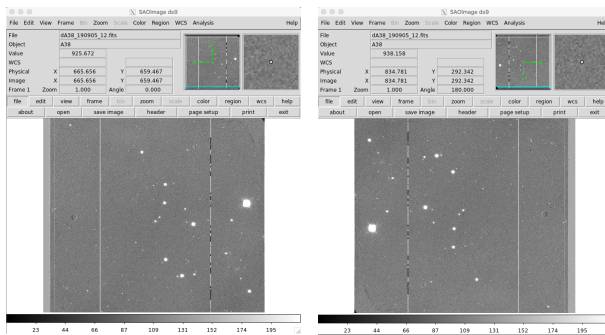 SAOImage ds9
File Edit View Frame Bin Zoom Scale Color Region WCS Analysis Help
File dA38_190905_12.fits
Object A38
Value 925.672
WCS
Physical X 665.656 Y 659.467
Image X 665.656 Y 659.467
Frame 1 Zoom 1.000 Angle 0.000
file edit view frame bin zoom scale color region wcs help
about open save image header page setup print exit
23 44 66 87 109 131 152 174 195
SAOImage ds9
File Edit View Frame Bin Zoom Scale Color Region WCS Analysis Help
File dA38_190905_12.fits
Object A38
Value 938.158
WCS
Physical X 834.781 Y 292.342
Image X 834.781 Y 292.342
Frame 1 Zoom 1.000 Angle 180.000
file edit view frame bin zoom scale color region wcs help
about open save image header page setup print exit
23 44 66 87 109 131 152 174 195